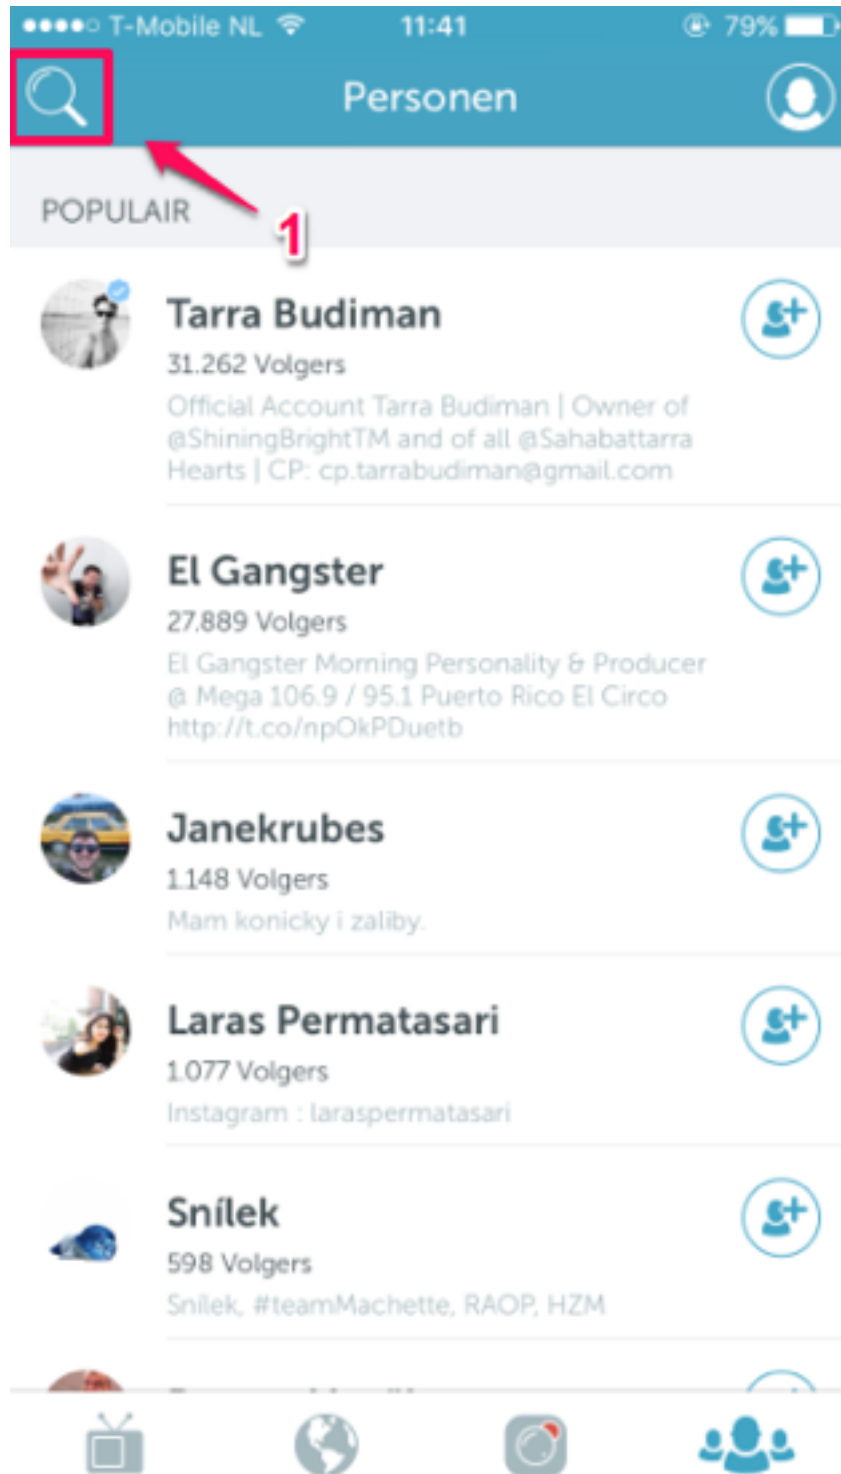 T-Mobile NL 11:41 79%
Personen
POPULAIR
1
Tarra Budiman
31.262 Volgers
Official Account Tarra Budiman | Owner of
@ShiningBrightTM and of all @Sahabattarra
Hearts | CP: cp.tarrabudiman@gmail.com
El Gangster
27.889 Volgers
El Gangster Morning Personality & Producer
@ Mega 106.9 / 95.1 Puerto Rico El Circo
http://t.co/npOkPDuetb
Janekrubes
1.148 Volgers
Mam konicky i zaliby.
Laras Permatasari
1.077 Volgers
Instagram : laraspermatasari
Snílek
598 Volgers
Snílek, #teamMachette, RAOP, HZM